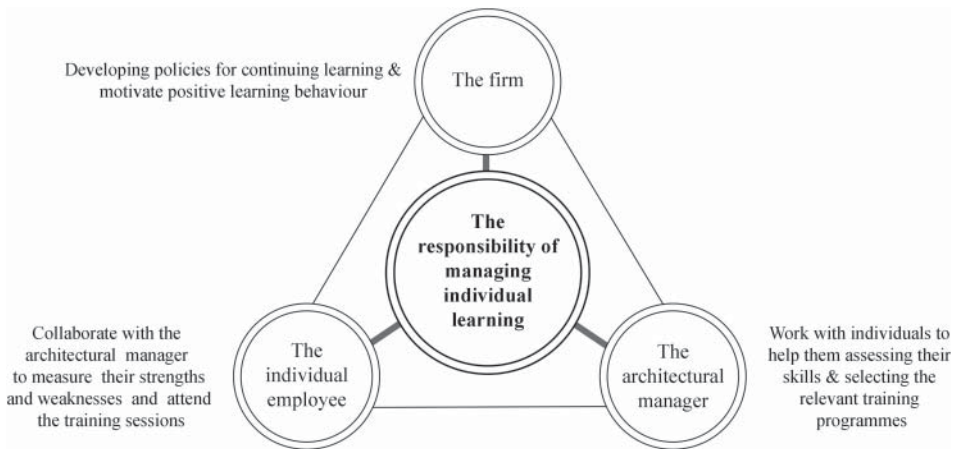 Developing policies for continuing learning &
motivate positive learning behaviour
The firm
The
responsibility of
managing
individual
learning
Collaborate with the
architectural manager
to measure their strengths
and weaknesses and attend
the training sessions
The
individual
employee
The
architectural
manager
Work with individuals to
help them assessing their
skills & selecting the
relevant training
programmes